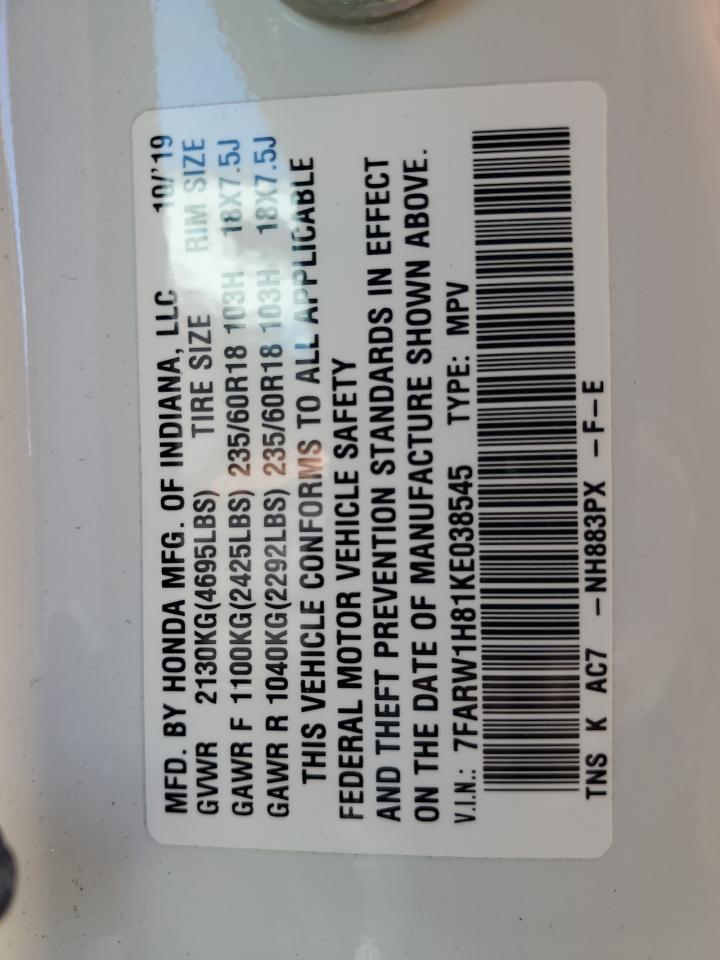 MFD. BY HONDA MFG. OF INDIANA, LLC 10/'19
GVWR 2130KG(4695LBS) TIRE SIZE RIM SIZE
GAWR F 1100KG(2425LBS) 235/60R18 103H 18X7.5J
GAWR R 1040KG(2292LBS) 235/60R18 103H 18X7.5J
THIS VEHICLE CONFORMS TO ALL APPLICABLE
FEDERAL MOTOR VEHICLE SAFETY
AND THEFT PREVENTION STANDARDS IN EFFECT
ON THE DATE OF MANUFACTURE SHOWN ABOVE.
V.I.N.: 7FARW1H81KE038545 TYPE: MPV
TNS K AC7 –NH883PX –F–E